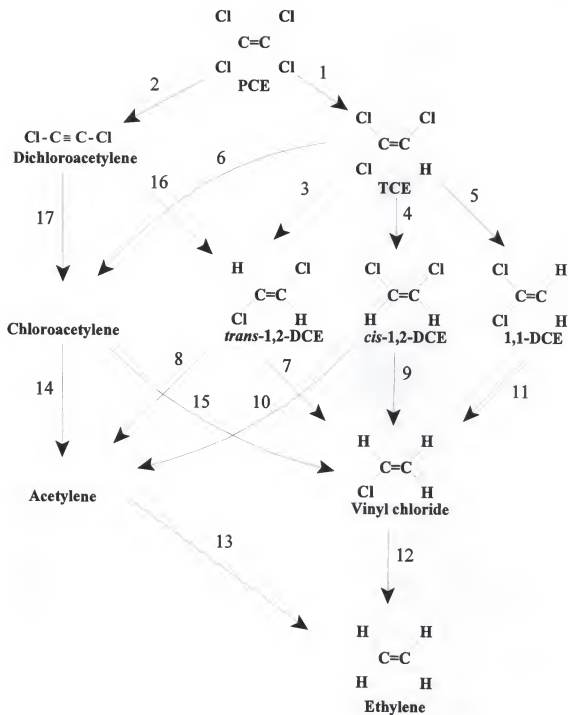 Cl Cl
C=C
Cl Cl
PCE
2 1
Cl-C≡C-Cl
Dichloroacetylene
Cl Cl
C=C
Cl H
TCE
6
16 3 4 5
17
H Cl
C=C
Cl H
trans-1,2-DCE
Cl Cl
C=C
H H
cis-1,2-DCE
Cl H
C=C
Cl H
1,1-DCE
Chloroacetylene
14 8 15 10 7 9 11
Acetylene
H H
C=C
Cl H
Vinyl chloride
13 12
H H
C=C
H H
Ethylene